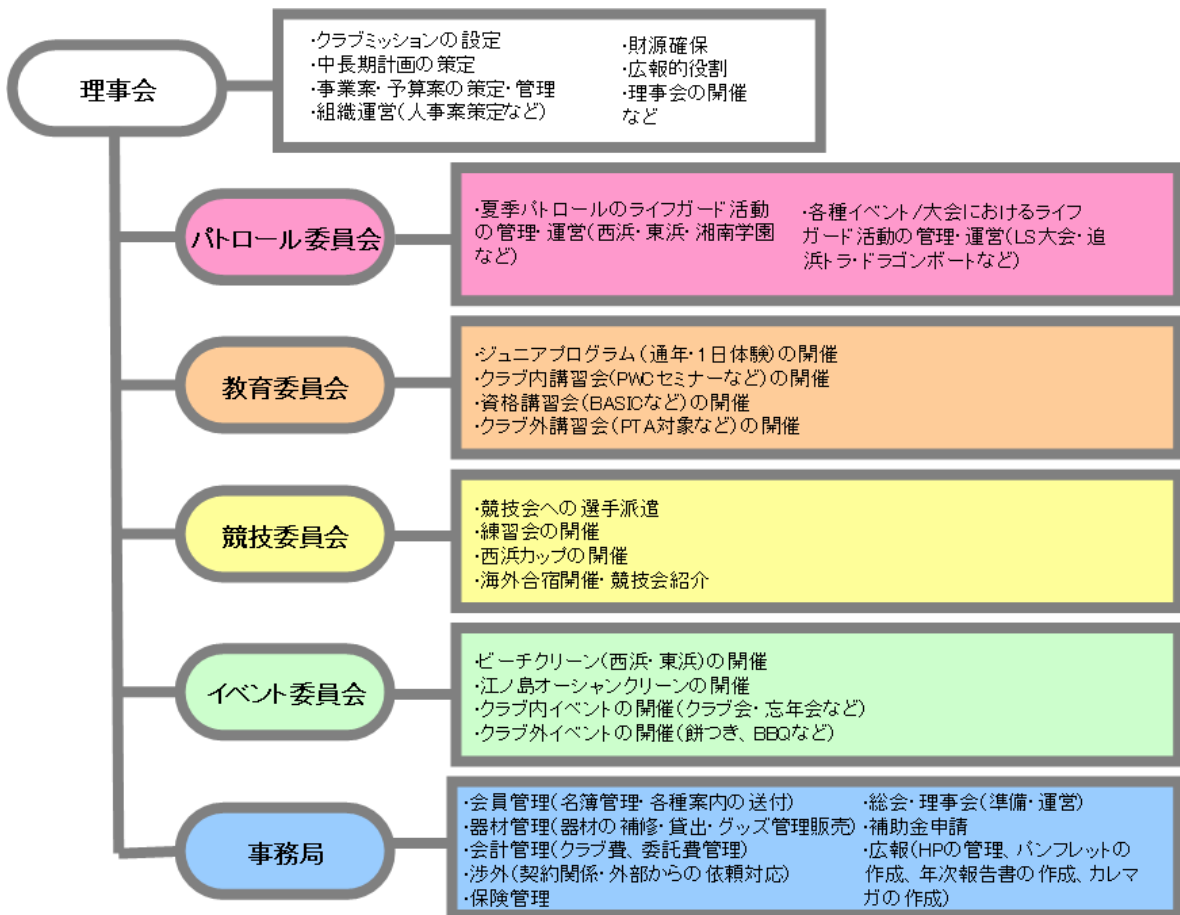 理事会
・クラブミッションの設定
・中長期計画の策定
・事業案・予算案の策定・管理
・組織運営(人事案策定など)
・財源確保
・広報的役割
・理事会の開催
など
パトロール委員会
・夏季パトロールのライフガード活動
の管理・運営(西浜・東浜・湘南学園
など)
・各種イベント/大会におけるライフ
ガード活動の管理・運営(LS大会・追
浜トラ・ドラゴンボートなど)
教育委員会
・ジュニアプログラム(通年・1日体験)の開催
・クラブ内講習会(PWCセミナーなど)の開催
・資格講習会(BASICなど)の開催
・クラブ外講習会(PTA対象など)の開催
競技委員会
・競技会への選手派遣
・練習会の開催
・西浜カップの開催
・海外合宿開催・競技会紹介
イベント委員会
・ビーチクリーン(西浜・東浜)の開催
・江ノ島オーシャンクリーンの開催
・クラブ内イベントの開催(クラブ会・忘年会など)
・クラブ外イベントの開催(餅つき、BBQなど)
事務局
・会員管理(名簿管理・各種案内の送付)
・器材管理(器材の補修・貸出・グッズ管理販売)
・会計管理(クラブ費、委託費管理)
・渉外(契約関係・外部からの依頼対応)
・保険管理
・総会・理事会(準備・運営)
・補助金申請
・広報(HPの管理、パンフレットの
作成、年次報告書の作成、カレマ
ガの作成)